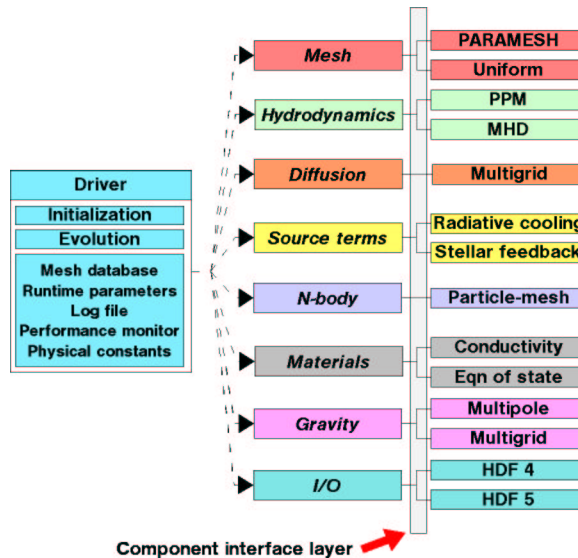 Driver
Initialization
Evolution
Mesh database
Runtime parameters
Log file
Performance monitor
Physical constants
Mesh
Hydrodynamics
Diffusion
Source terms
N-body
Materials
Gravity
I/O
PARAMESH
Uniform
PPM
MHD
Multigrid
Radiative cooling
Stellar feedback
Particle-mesh
Conductivity
Eqn of state
Multipole
Multigrid
HDF 4
HDF 5
Component interface layer